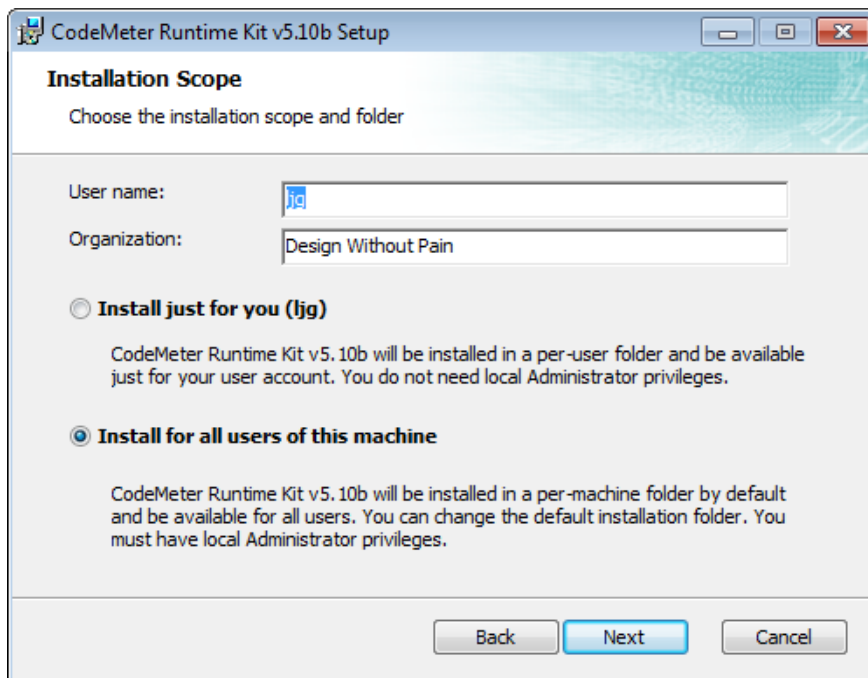 CodeMeter Runtime Kit v5.10b Setup
Installation Scope
Choose the installation scope and folder
User name:
ljg
Organization:
Design Without Pain
Install just for you (ljg)
CodeMeter Runtime Kit v5.10b will be installed in a per-user folder and be available
just for your user account. You do not need local Administrator privileges.
Install for all users of this machine
CodeMeter Runtime Kit v5.10b will be installed in a per-machine folder by default
and be available for all users. You can change the default installation folder. You
must have local Administrator privileges.
Back
Next
Cancel